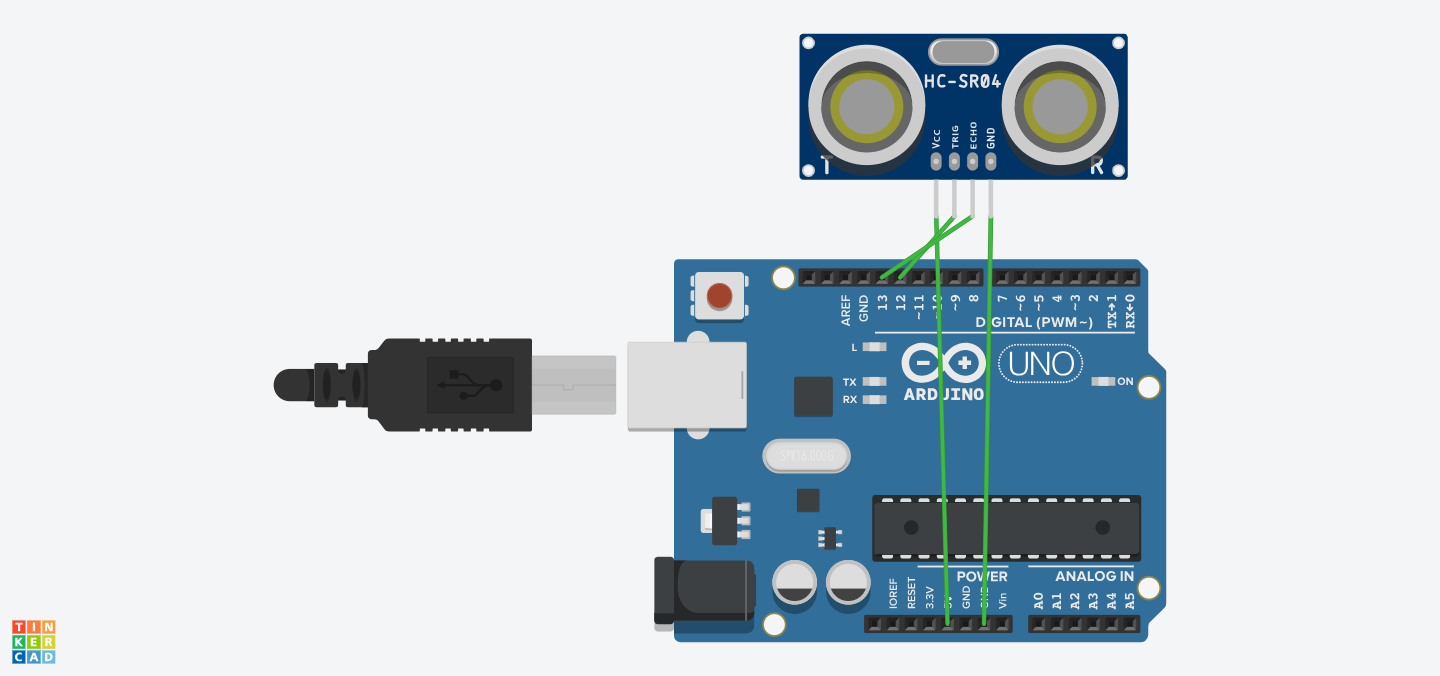 HC-SR04
VCC
TRIG
ECHO
GND
T
R
AREF
GND
13
12
~11
~10
~9
8
7
~6
~5
4
~3
2
TX→1
RX←0
DIGITAL (PWM~)
L
TX
RX
ARDUINO
UNO
ON
SPK16.000G
POWER
ANALOG IN
IOREF
RESET
3.3V
5V
GND
GND
Vin
A0
A1
A2
A3
A4
A5
TIN
KER
CAD